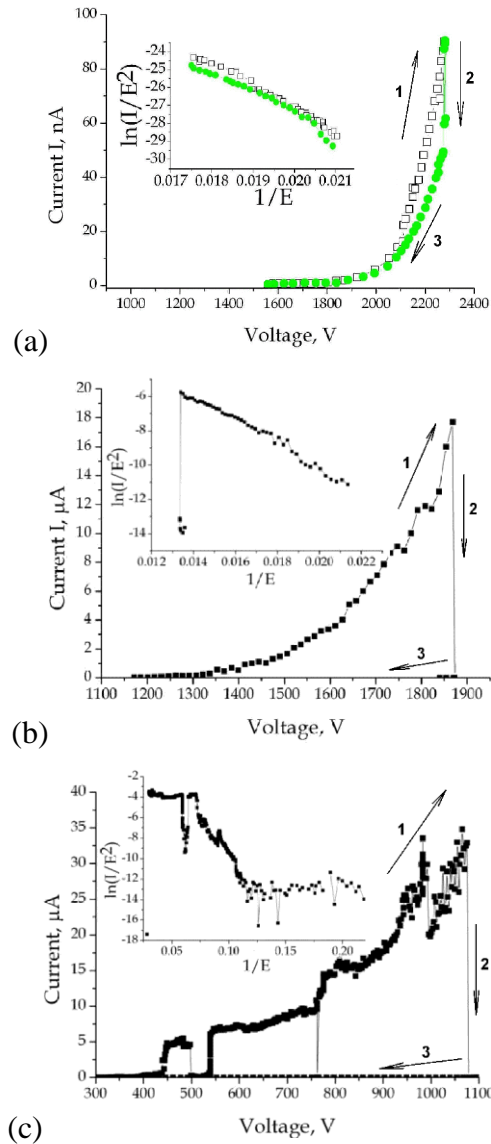 100
80
60
40
20
0
Current I, nA
-24
-25
-26
-27
-28
-29
-30
ln(I/E²)
0.017 0.018 0.019 0.020 0.021
1/E
1
2
3
1000 1200 1400 1600 1800 2000 2200 2400
Voltage, V
(a)
20
18
16
14
12
10
8
6
4
2
0
Current I, µA
-6
-8
-10
-12
-14
ln(I/E²)
0.012 0.014 0.016 0.018 0.020 0.022
1/E
1
2
3
1100 1200 1300 1400 1500 1600 1700 1800 1900
Voltage, V
(b)
40
35
30
25
20
15
10
5
0
Current, µA
-2
-4
-6
-8
-10
-12
-14
-16
-18
ln(I/E²)
0.05 0.10 0.15 0.20
1/E
1
2
3
300 400 500 600 700 800 900 1000 1100
Voltage, V
(c)